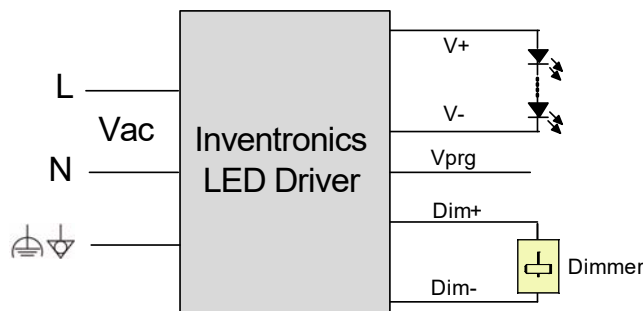 L
Vac
N
Inventronics
LED Driver
V+
V-
Vprg
Dim+
Dim-
Dimmer